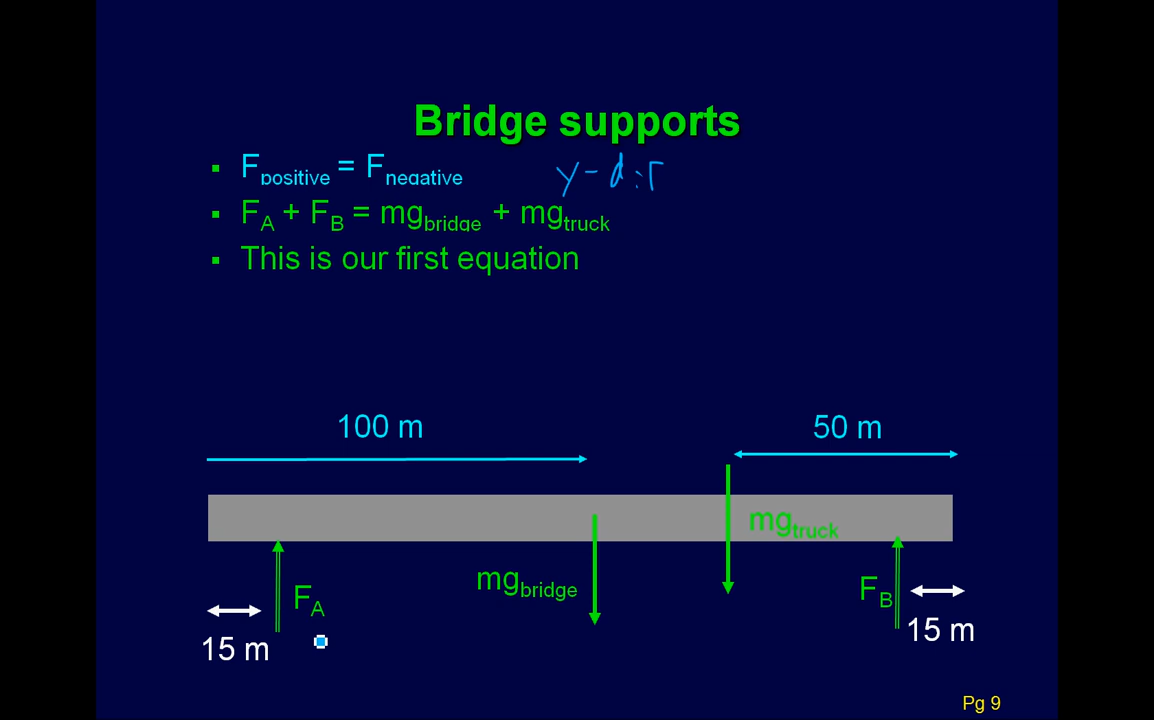 Bridge supports
▪ F_positive = F_negative
y-dir
▪ F_A + F_B = mg_bridge + mg_truck
▪ This is our first equation
100 m
50 m
mg_truck
mg_bridge
F_B
F_A
15 m
15 m
Pg 9